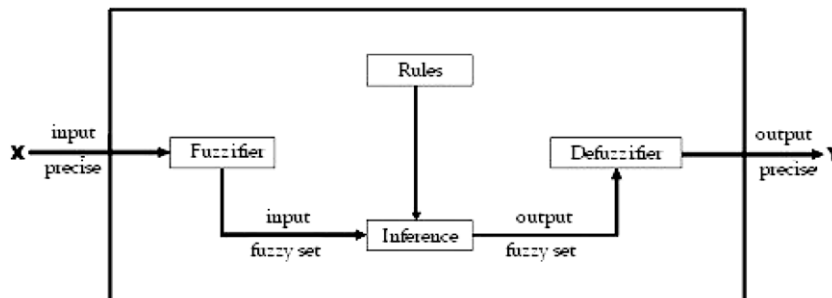 Rules
input
X
precise
Fuzzifier
Defuzzifier
output
Y
precise
input
fuzzy set
Inference
output
fuzzy set